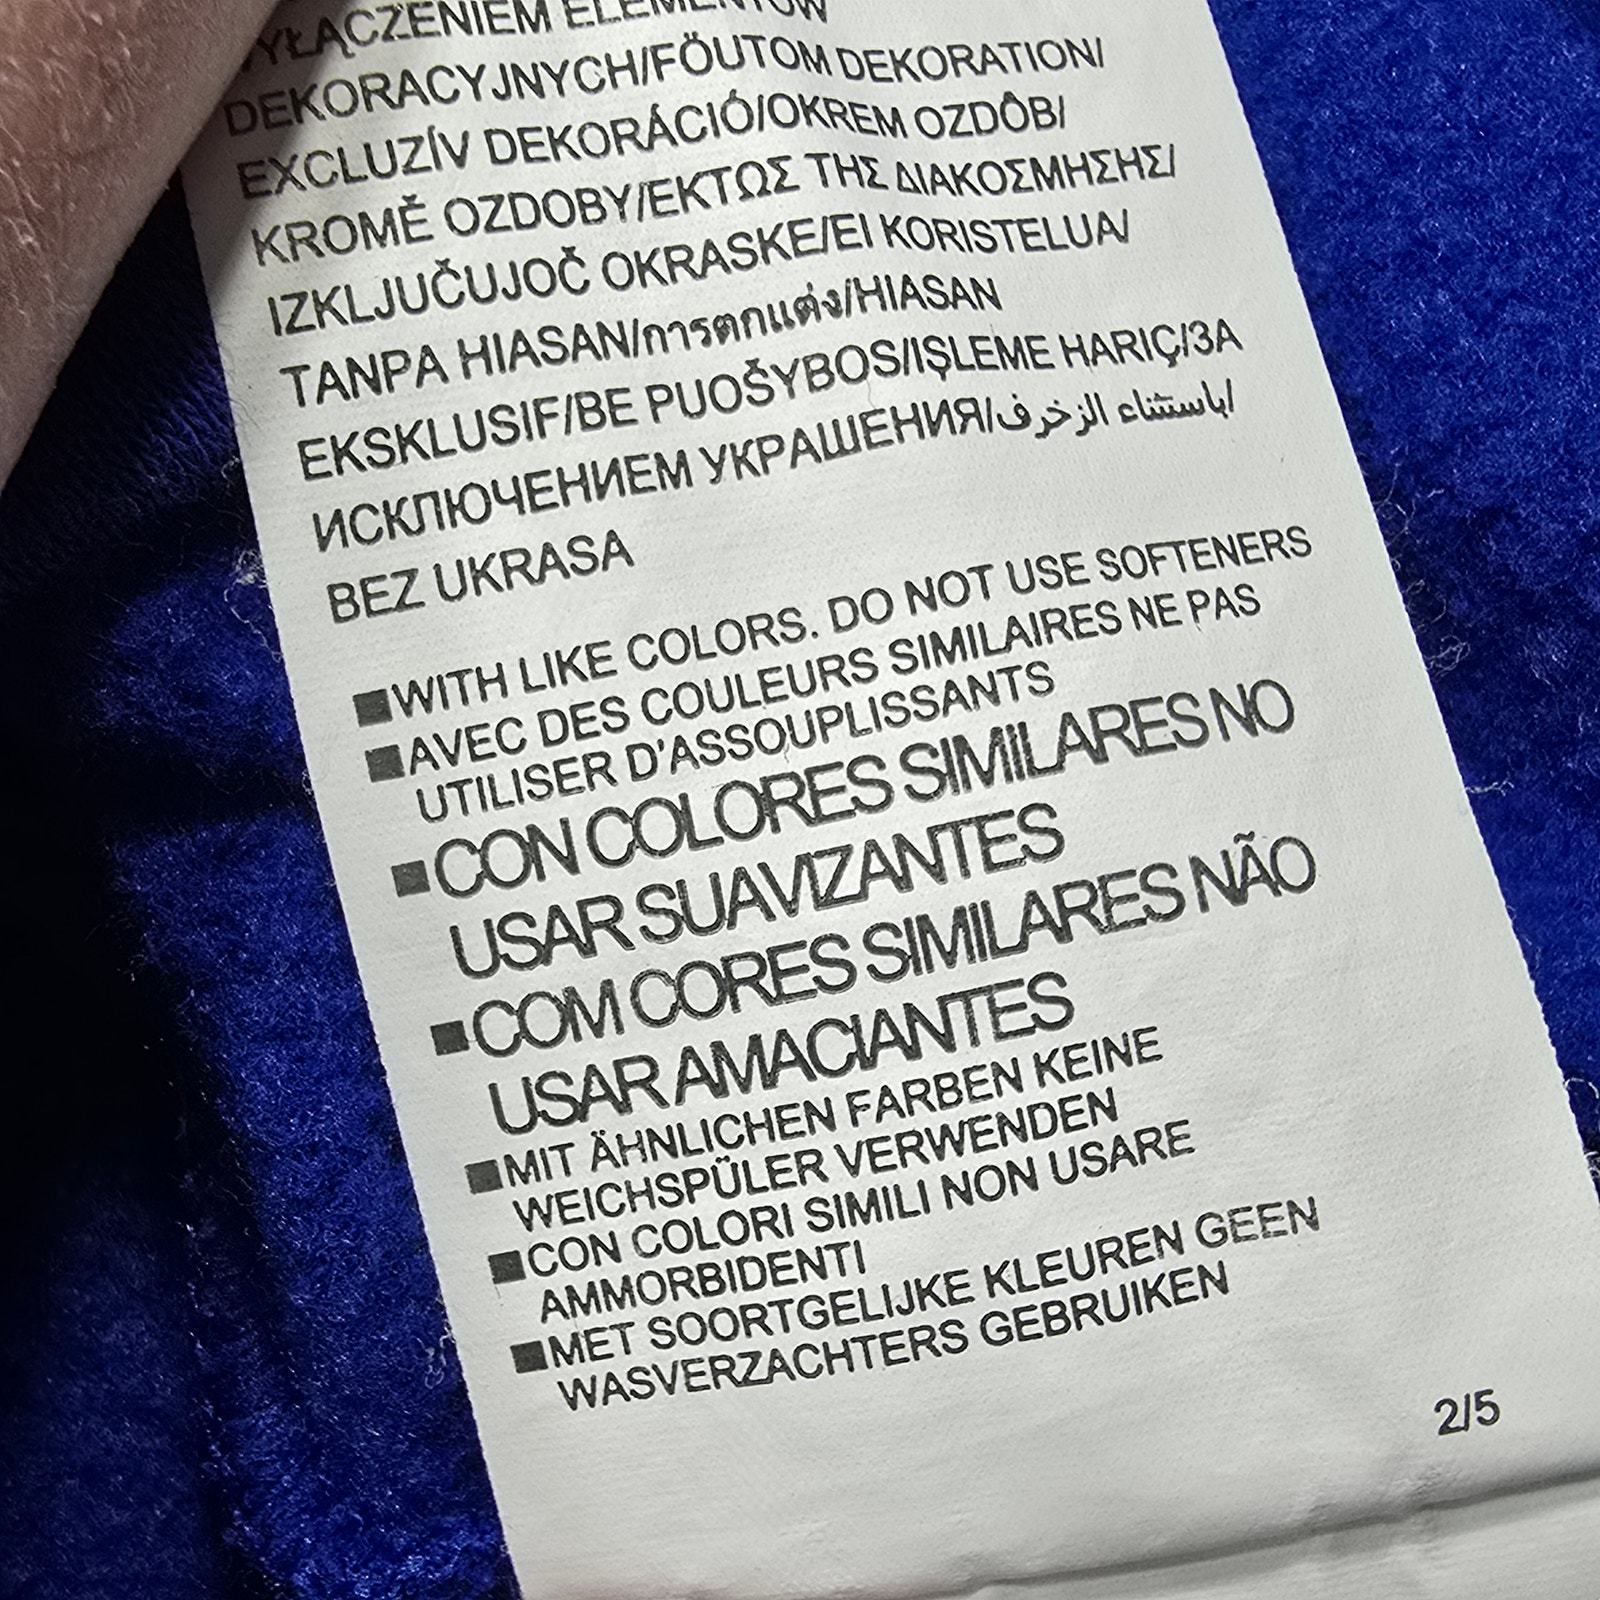 WYŁĄCZENIEM ELEMENTÓW
DEKORACYJNYCH/FÖUTOM DEKORATION/
EXCLUZÍV DEKORÁCIÓ/OKREM OZDÔB/
KROMĚ OZDOBY/ΕΚΤΩΣ ΤΗΣ ΔΙΑΚΟΣΜΗΣΗΣ/
IZKLJUČUJOČ OKRASKE/EI KORISTELUA/
TANPA HIASAN/การตกแต่ง/HIASAN
EKSKLUSIF/BE PUOŠYBOS/IŞLEME HARIÇ/ЗА
ИСКЛЮЧЕНИЕМ УКРАШЕНИЯ/باستثناء الزخرف/
BEZ UKRASA
■WITH LIKE COLORS. DO NOT USE SOFTENERS
■AVEC DES COULEURS SIMILAIRES NE PAS
UTILISER D'ASSOUPLISSANTS
■CON COLORES SIMILARES NO
USAR SUAVIZANTES
■COM CORES SIMILARES NÃO
USAR AMACIANTES
■MIT ÄHNLICHEN FARBEN KEINE
WEICHSPÜLER VERWENDEN
■CON COLORI SIMILI NON USARE
AMMORBIDENTI
■MET SOORTGELIJKE KLEUREN GEEN
WASVERZACHTERS GEBRUIKEN
2/5